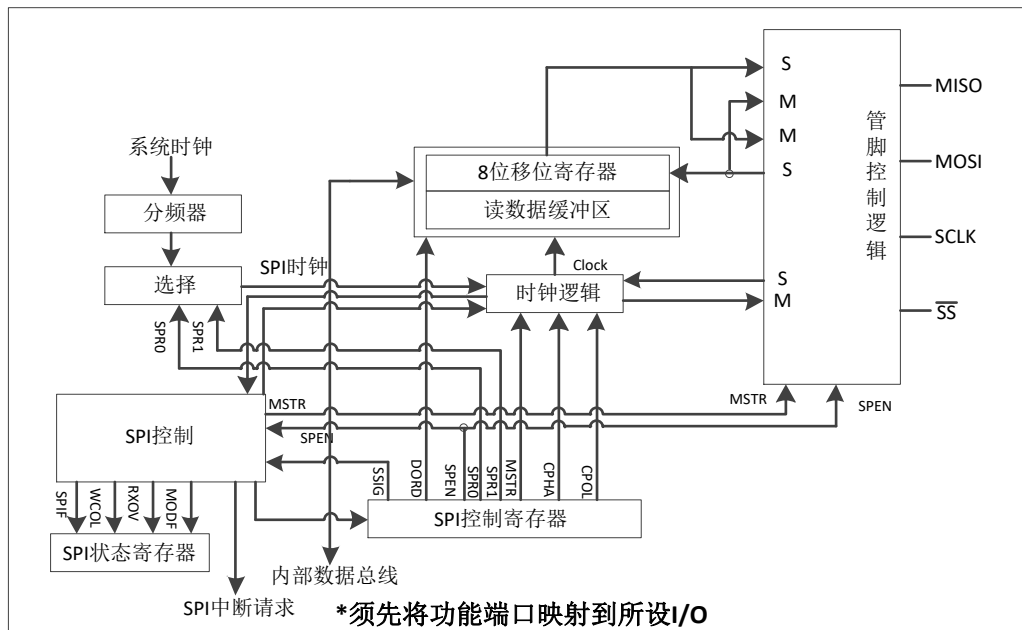 S
MISO
M
系统时钟
M
8位移位寄存器
S
MOSI
管脚控制逻辑
分频器
读数据缓冲区
SCLK
SPI时钟
Clock
选择
时钟逻辑
S
M
SS
SPR0
SPR1
MSTR
MSTR
SPEN
SPI控制
SPEN
SSIG
DORD
SPEN
SPR0
SPR1
MSTR
CPHA
CPOL
SPIF
WCOL
RXOV
MODF
SPI控制寄存器
SPI状态寄存器
内部数据总线
SPI中断请求
*须先将功能端口映射到所设I/O